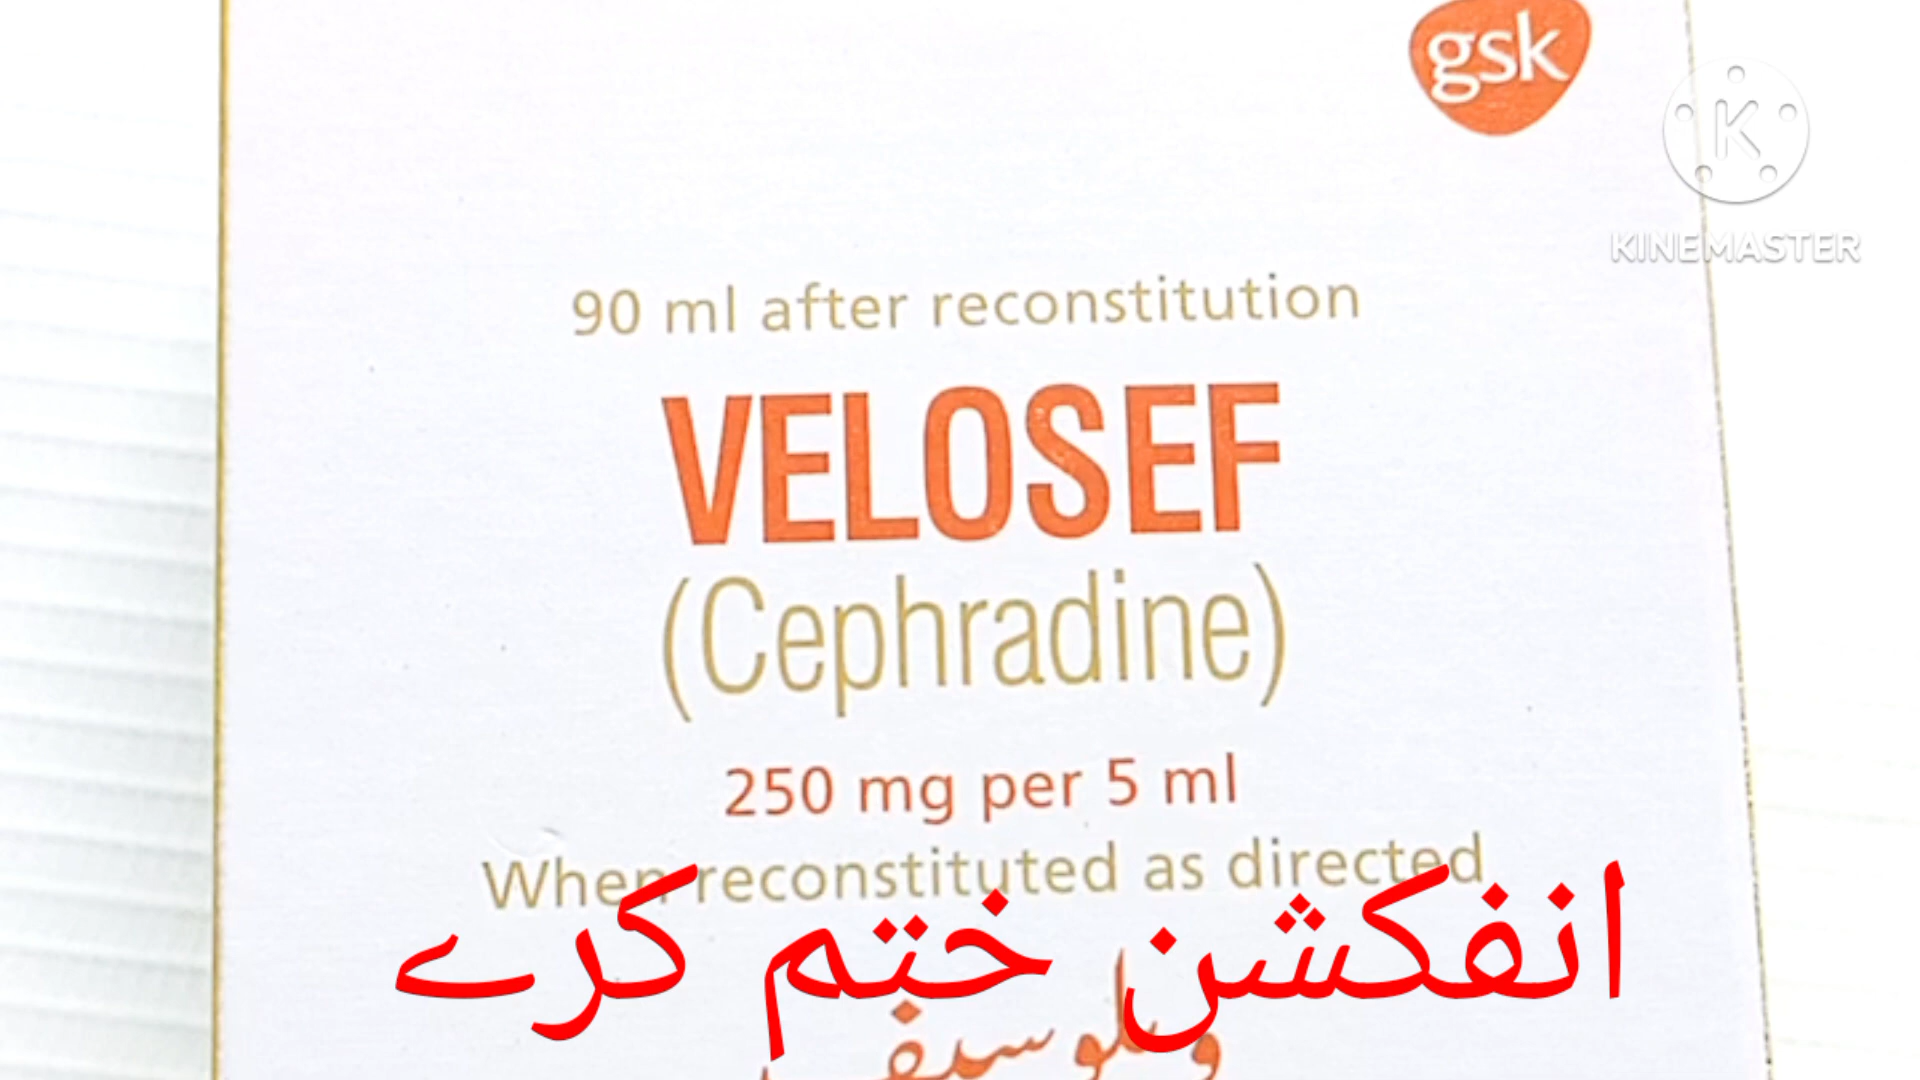 gsk
K
KINEMASTER
90 ml after reconstitution
VELOSEF
(Cephradine)
250 mg per 5 ml
When reconstituted as directed
انفکشن ختم کرے
ویلوسیف